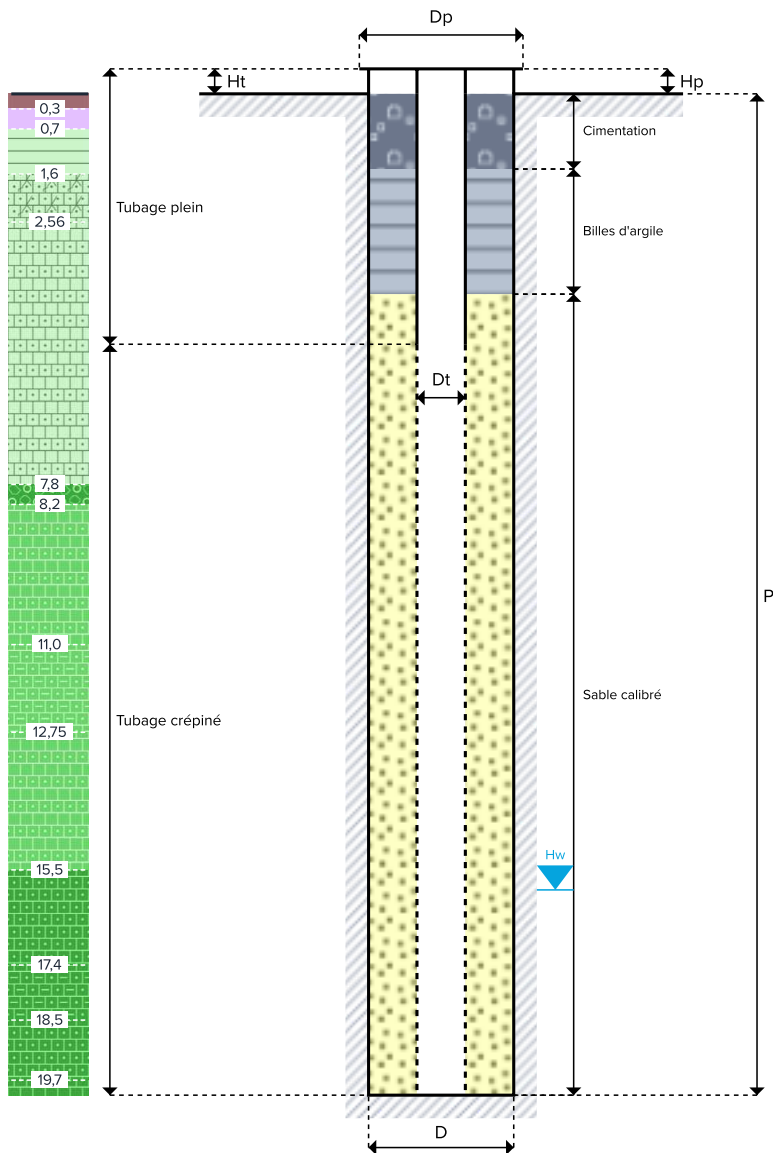 Dp
Ht
Hp
0,3
0,7
Cimentation
1,6
Tubage plein
2,56
Billes d'argile
Dt
7,8
8,2
P
11,0
Sable calibré
Tubage crépiné
12,75
Hw
15,5
17,4
18,5
19,7
D